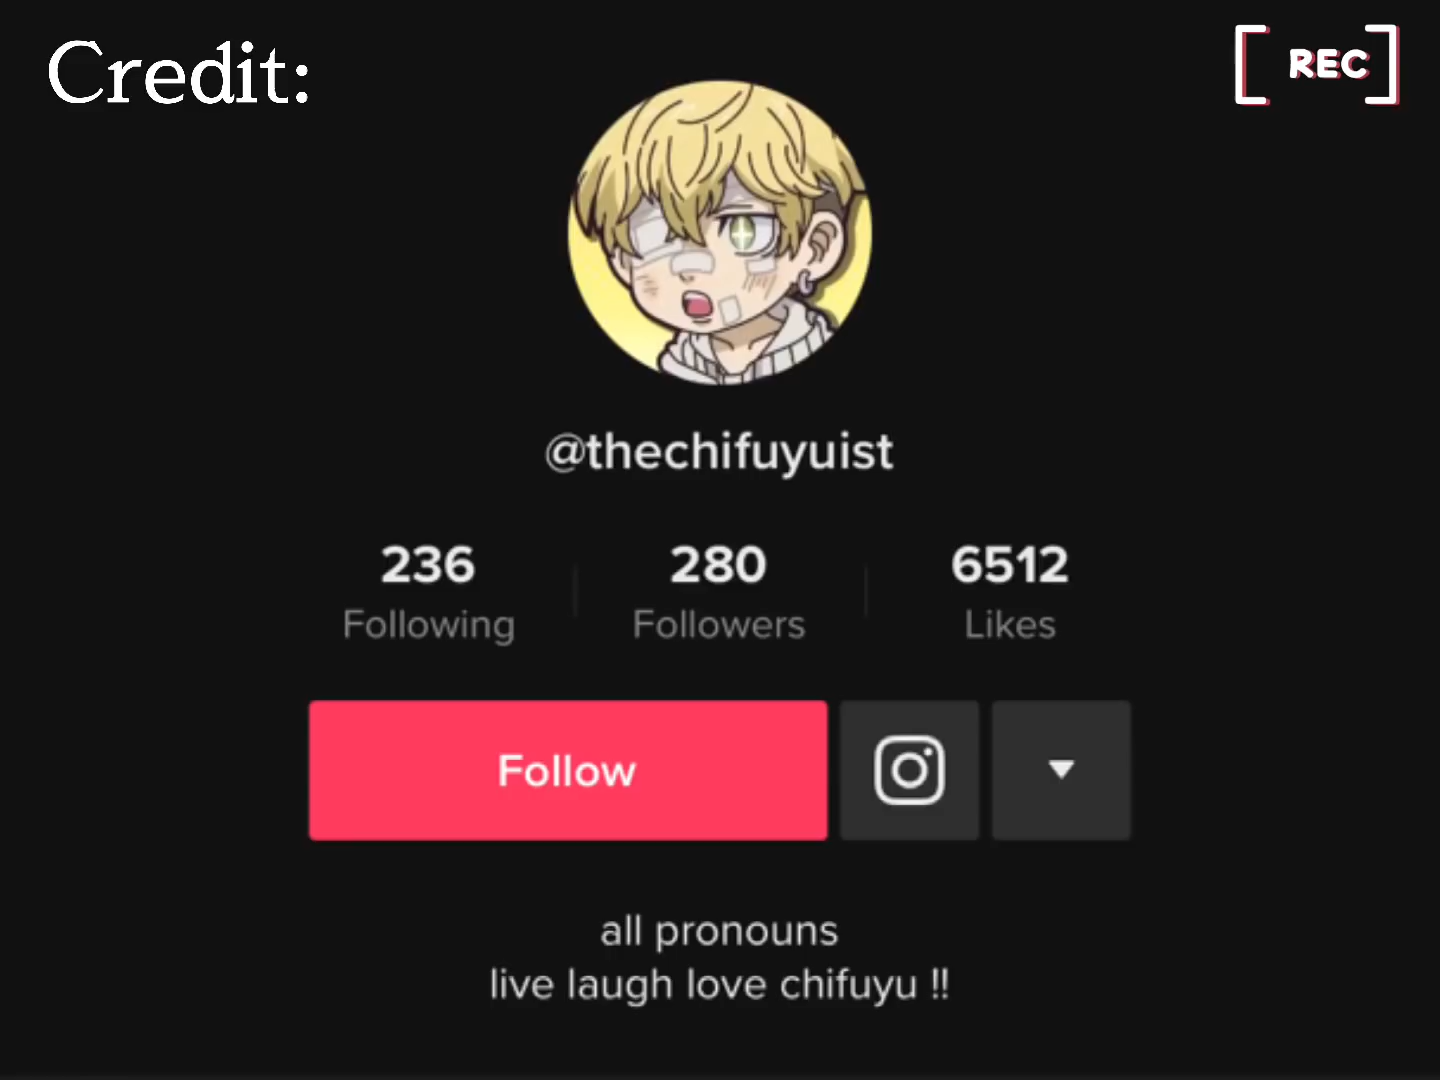 Credit:
REC
@thechifuyuist
236
Following
280
Followers
6512
Likes
Follow
all pronouns
live laugh love chifuyu !!